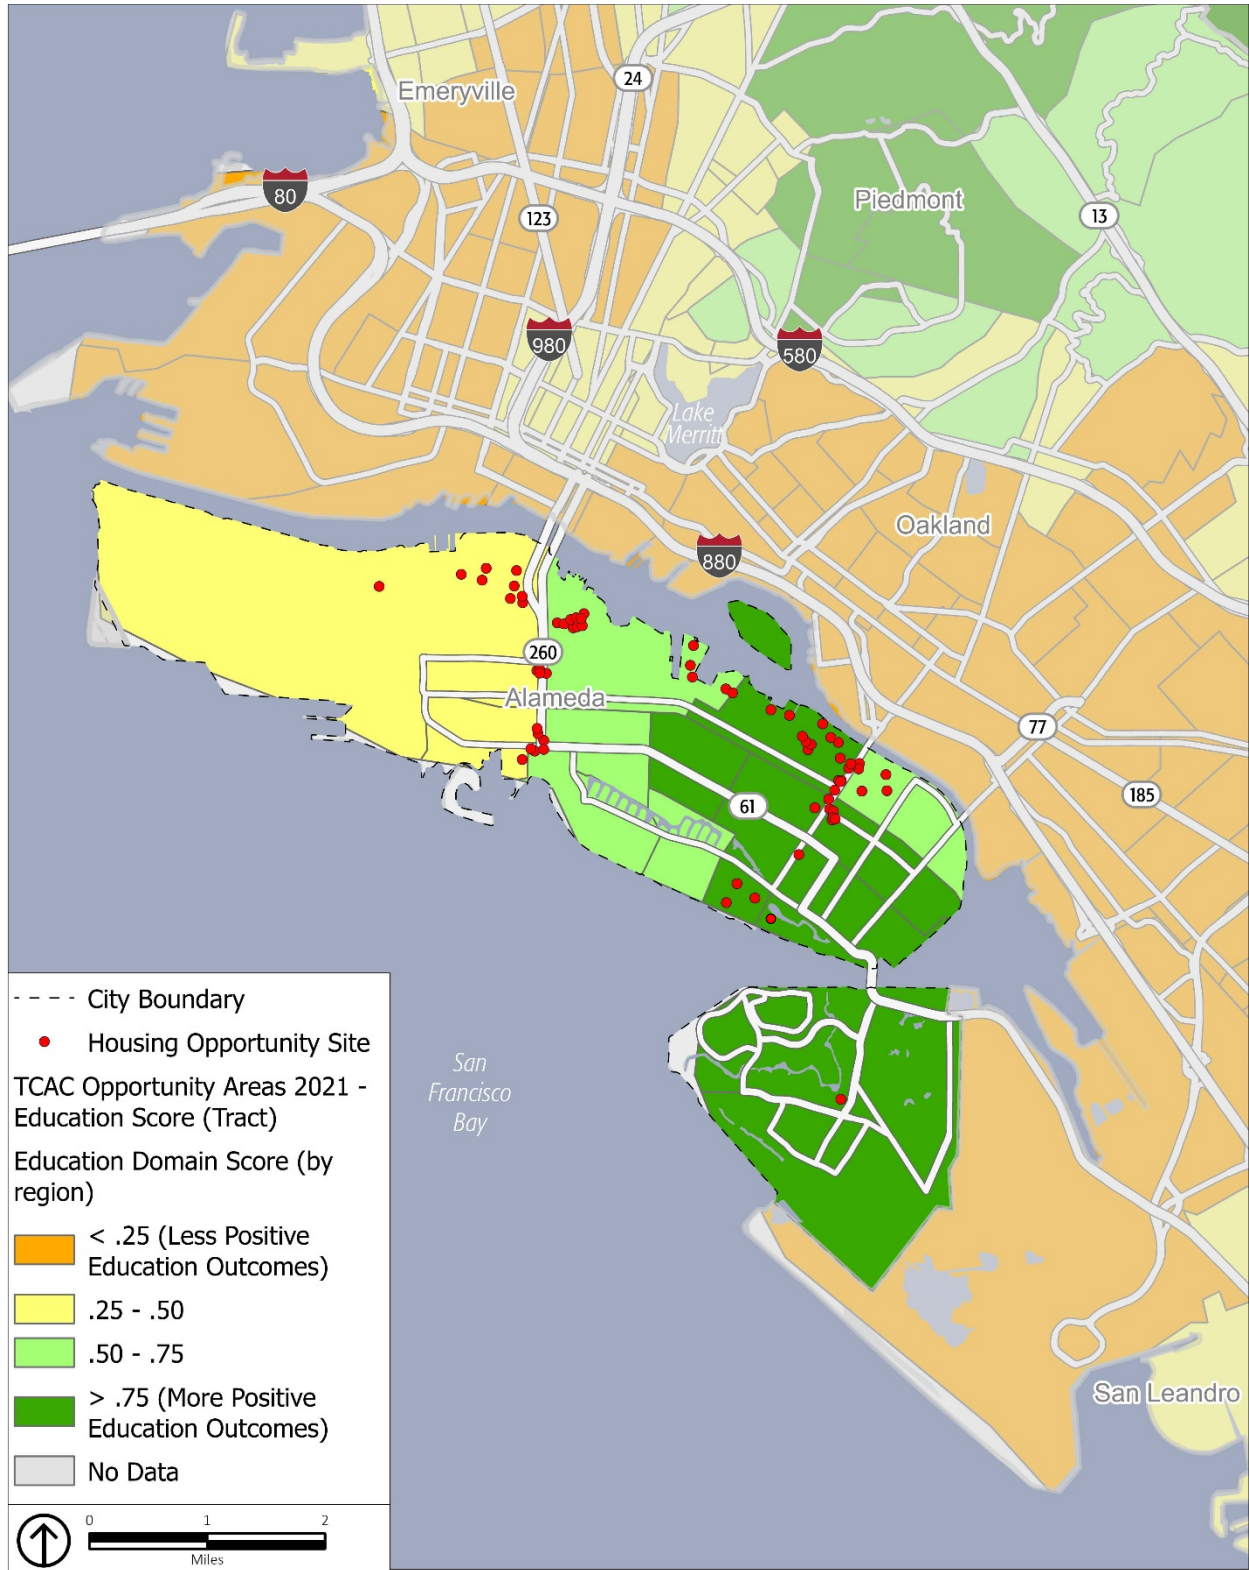 Emeryville
24
80
123
Piedmont
13
980
580
Lake
Merritt
Oakland
880
260
Alameda
77
61
185
San
Francisco
Bay
San Leandro
City Boundary
Housing Opportunity Site
TCAC Opportunity Areas 2021 -
Education Score (Tract)
Education Domain Score (by
region)
< .25 (Less Positive
Education Outcomes)
.25 - .50
.50 - .75
> .75 (More Positive
Education Outcomes)
No Data
0 1 2
Miles